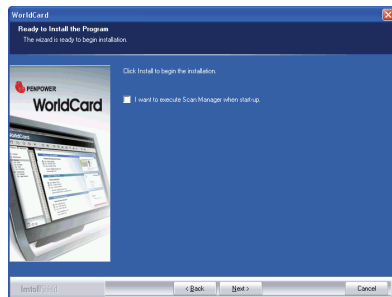 WorldCard
Ready to Install the Program
The wizard is ready to begin installation.
Click Install to begin the installation.
I want to execute Scan Manager when start-up.
PENPOWER
WorldCard
InstallShield
< Back
Next >
Cancel